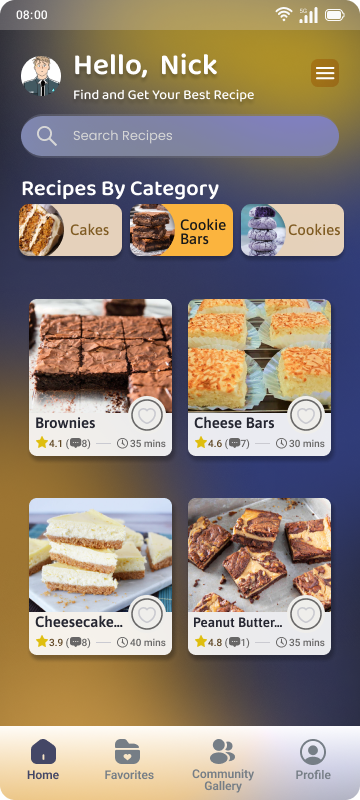 08:00
5G
Hello, Nick
Find and Get Your Best Recipe
Search Recipes
Recipes By Category
Cakes
Cookie
Bars
Cookies
Brownies
4.1 (8)
35 mins
Cheese Bars
4.6 (7)
30 mins
Cheesecake...
3.9 (8)
40 mins
Peanut Butter...
4.8 (1)
35 mins
Home
Favorites
Community
Gallery
Profile